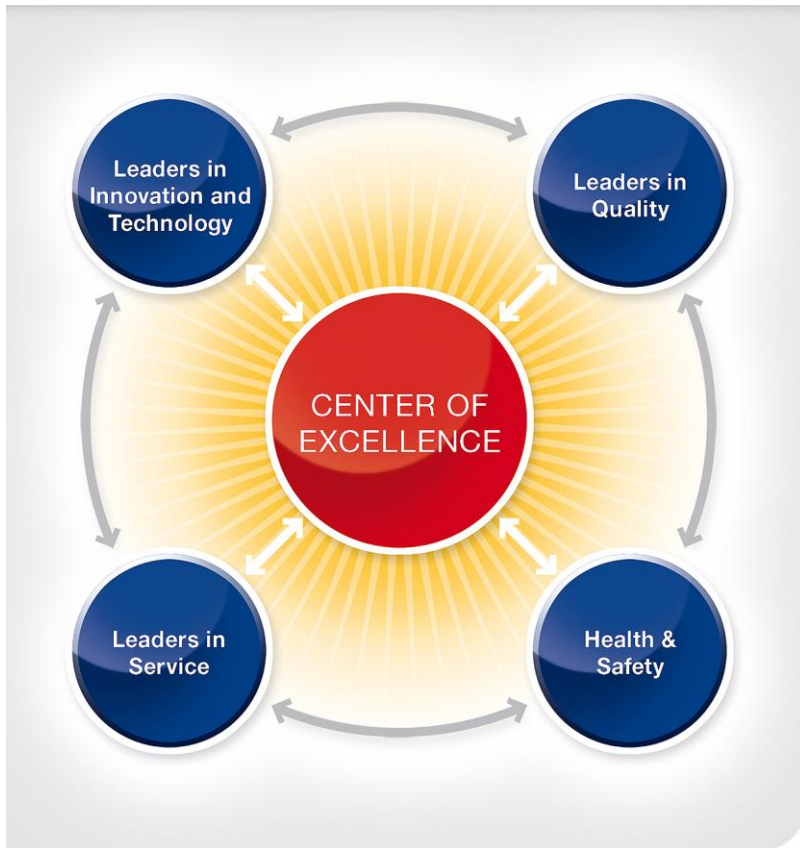 Leaders in
Innovation and
Technology
Leaders in
Quality
CENTER OF
EXCELLENCE
Leaders in
Service
Health &
Safety